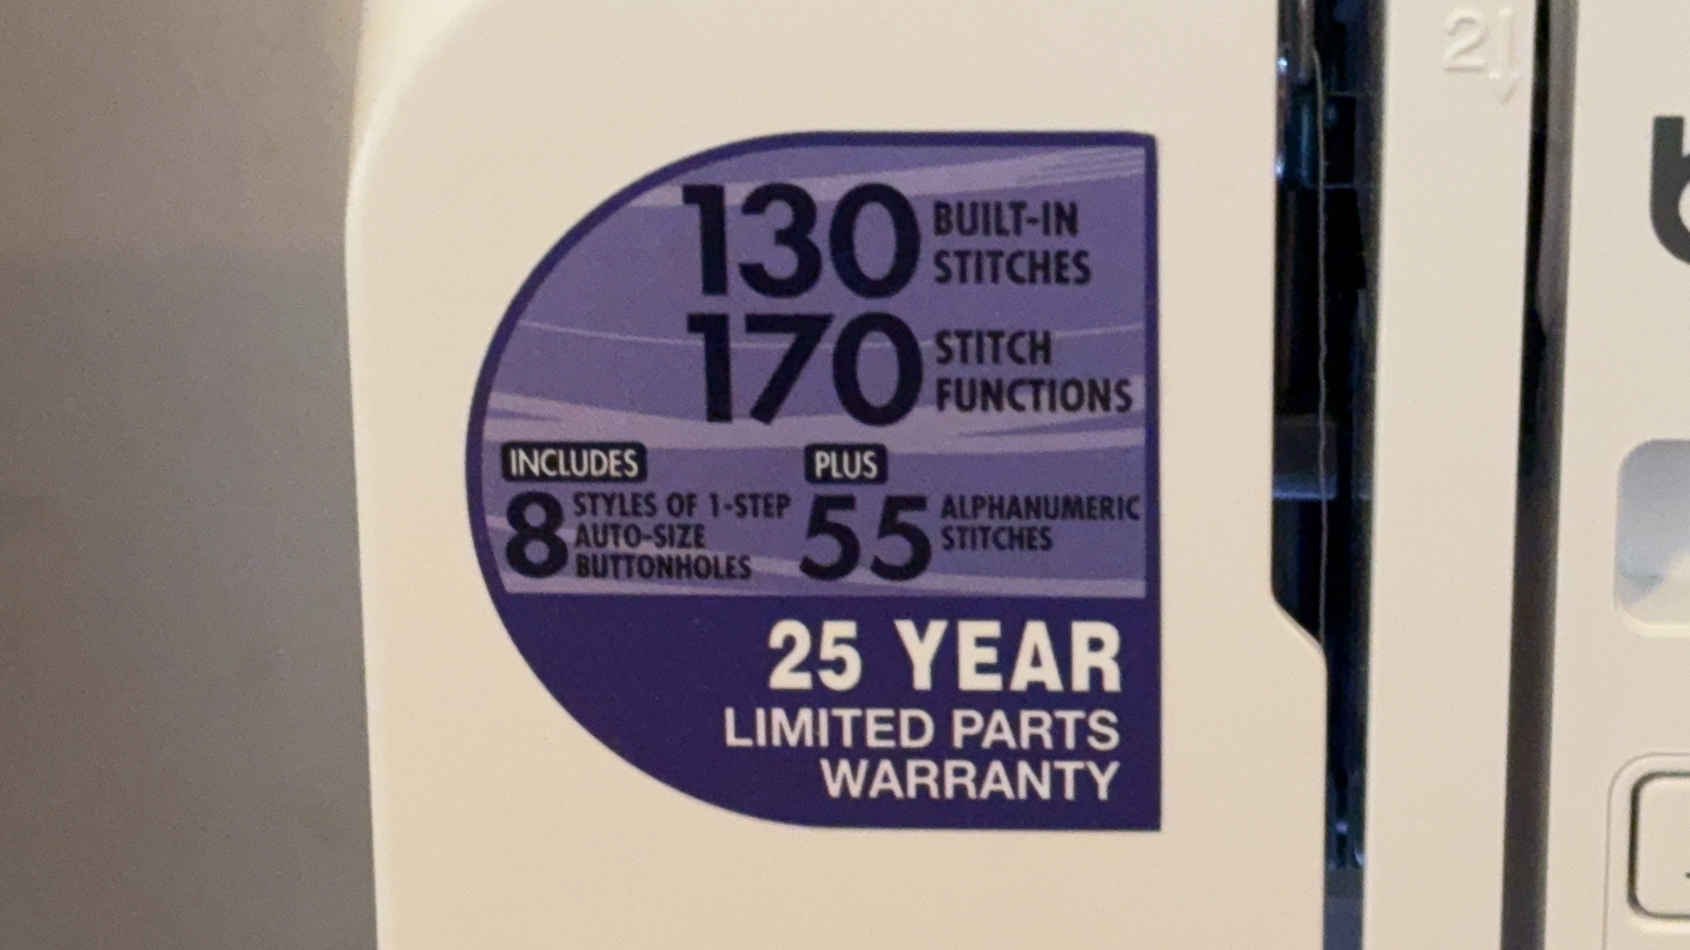 130 BUILT-IN
STITCHES
170 STITCH
FUNCTIONS
INCLUDES
8 STYLES OF 1-STEP
AUTO-SIZE
BUTTONHOLES
PLUS
55 ALPHANUMERIC
STITCHES
25 YEAR
LIMITED PARTS
WARRANTY
2
b